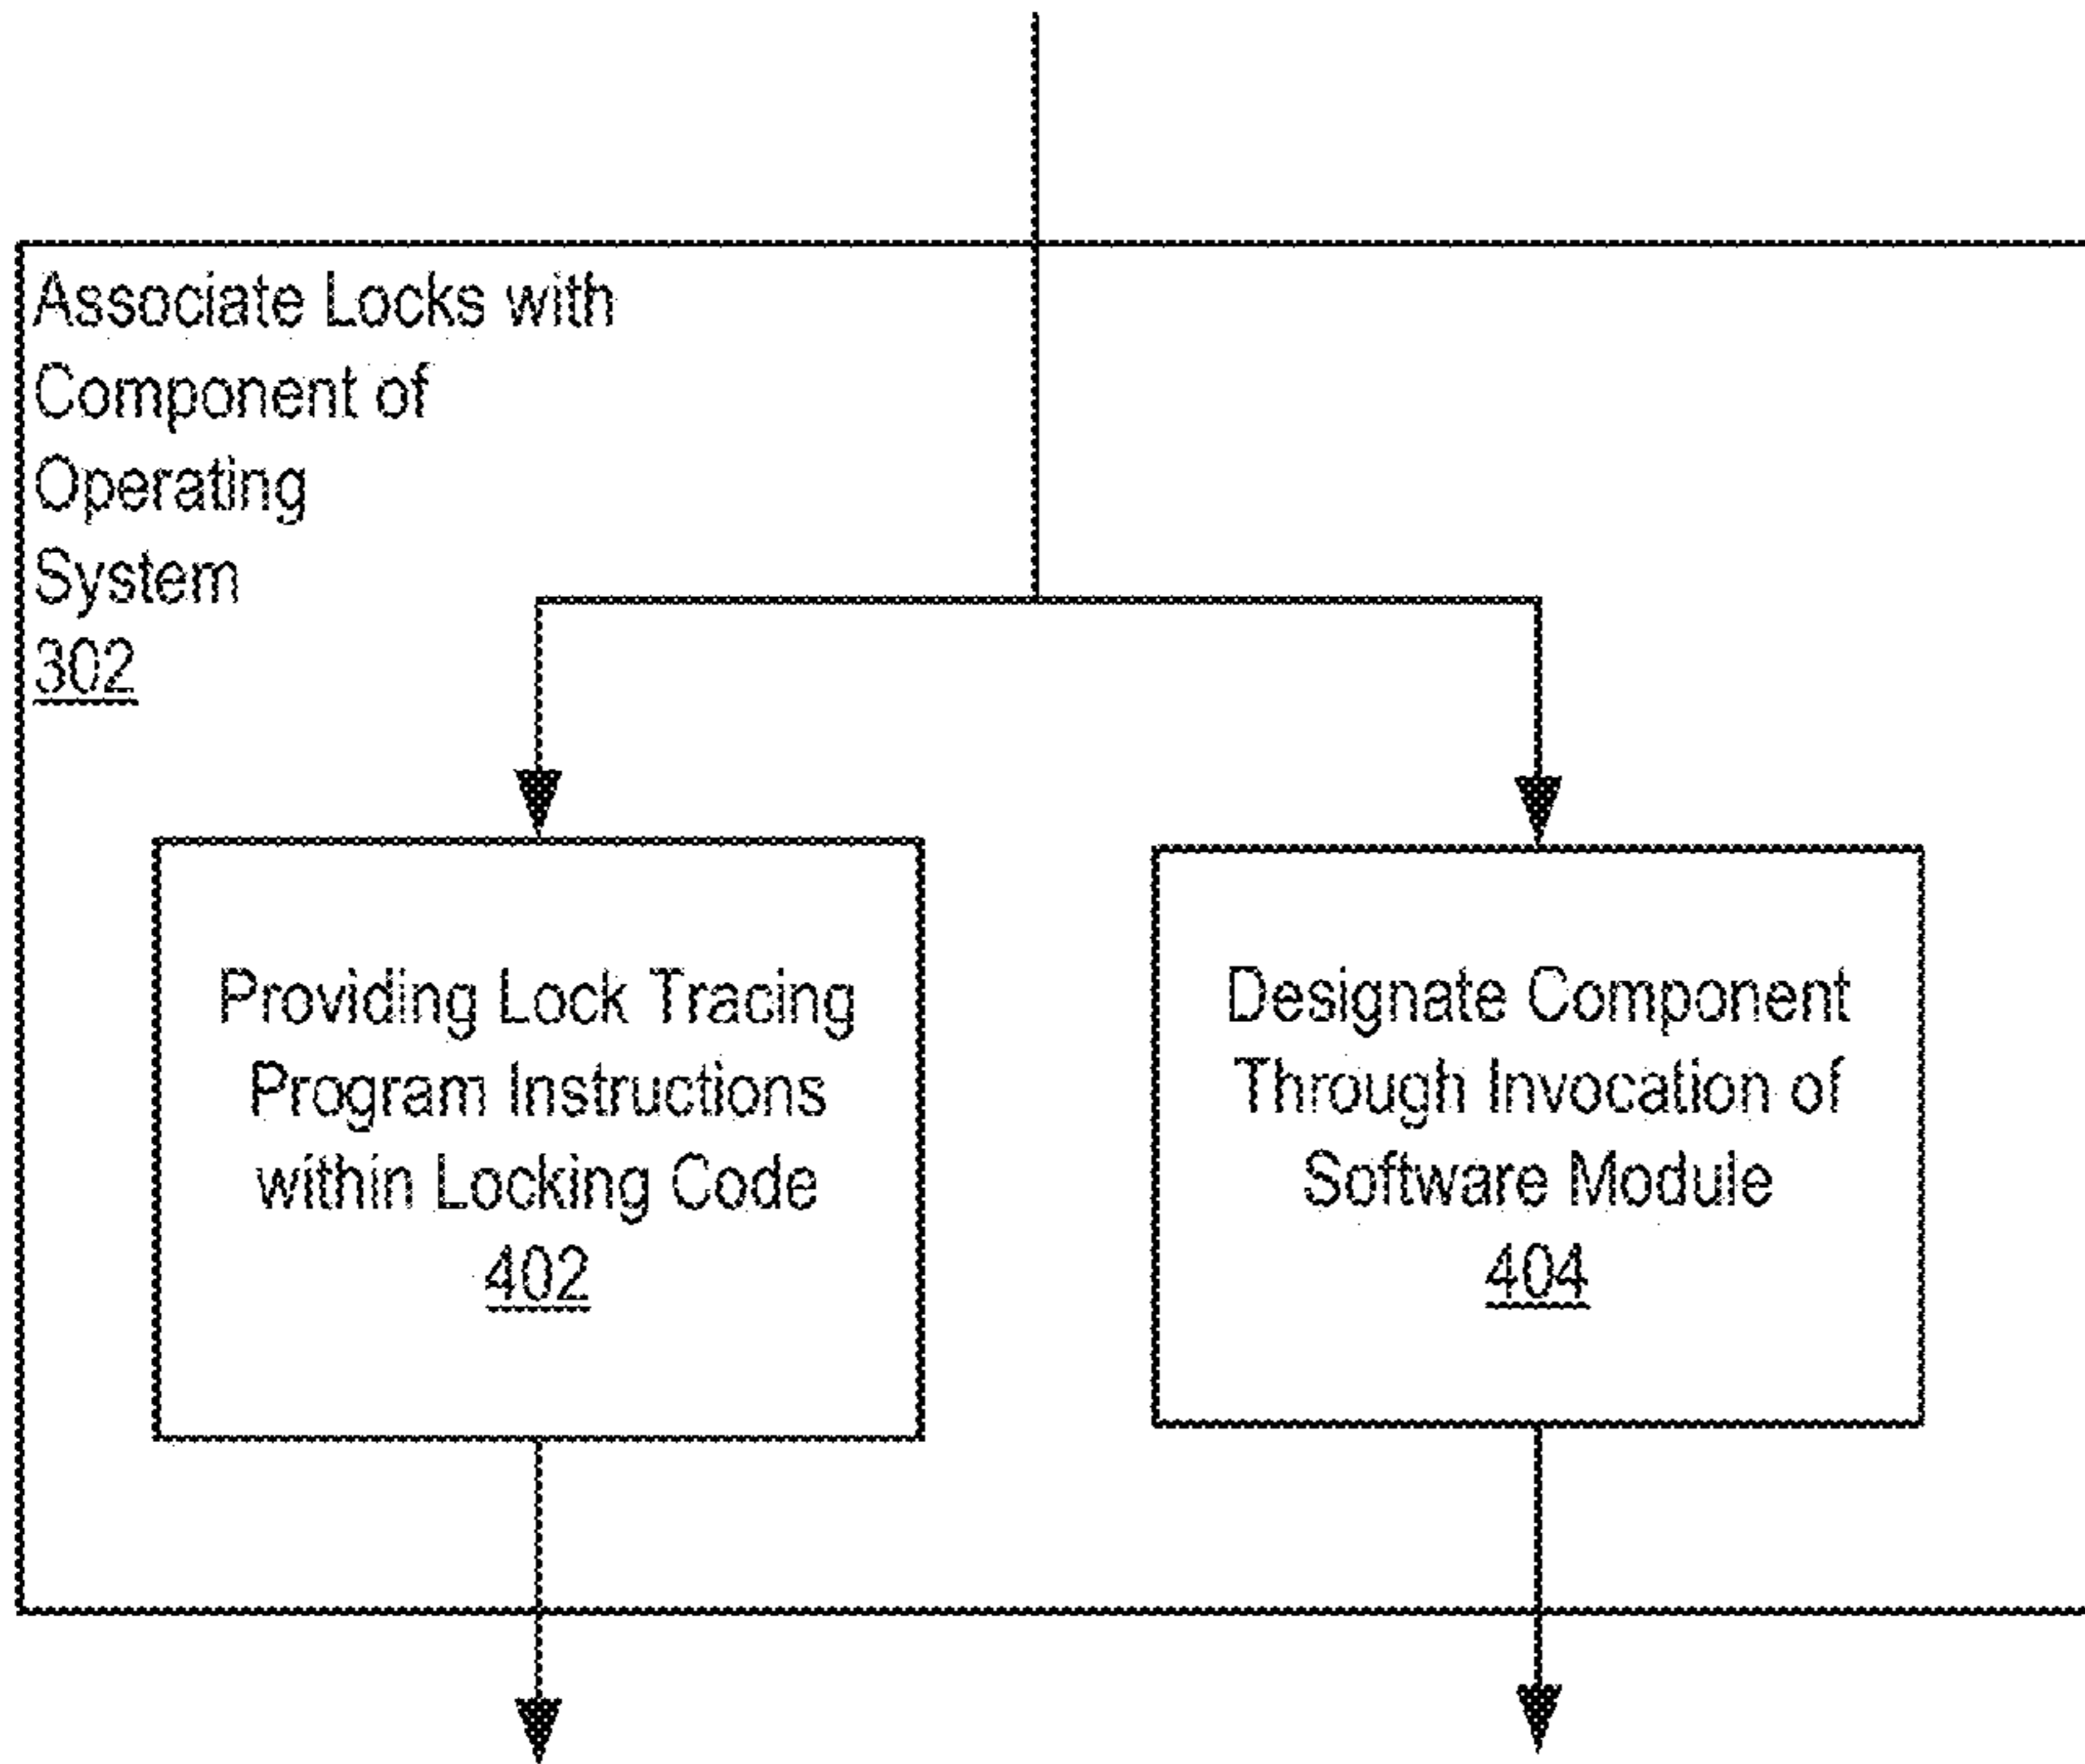 Associate Locks with
Component of
Operating
System
302
Providing Lock Tracing
Program Instructions
within Locking Code
402
Designate Component
Through Invocation of
Software Module
404